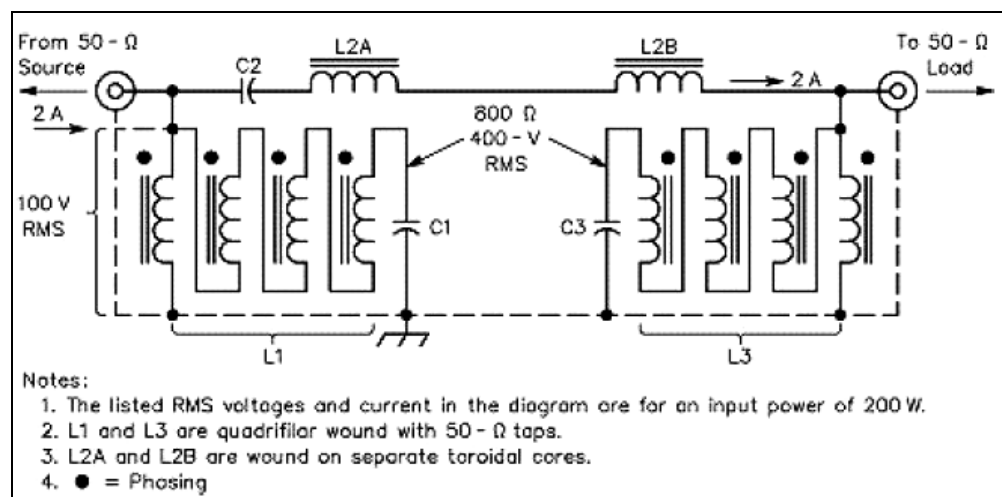 From 50 - Ω
Source
C2
L2A
L2B
2 A
To 50 - Ω
Load
2 A
800 Ω
400 - V
RMS
100 V
RMS
C1
C3
L1
L3
Notes:
1. The listed RMS voltages and current in the diagram are for an input power of 200 W.
2. L1 and L3 are quadrifilar wound with 50 - Ω taps.
3. L2A and L2B are wound on separate toroidal cores.
4. ● = Phasing